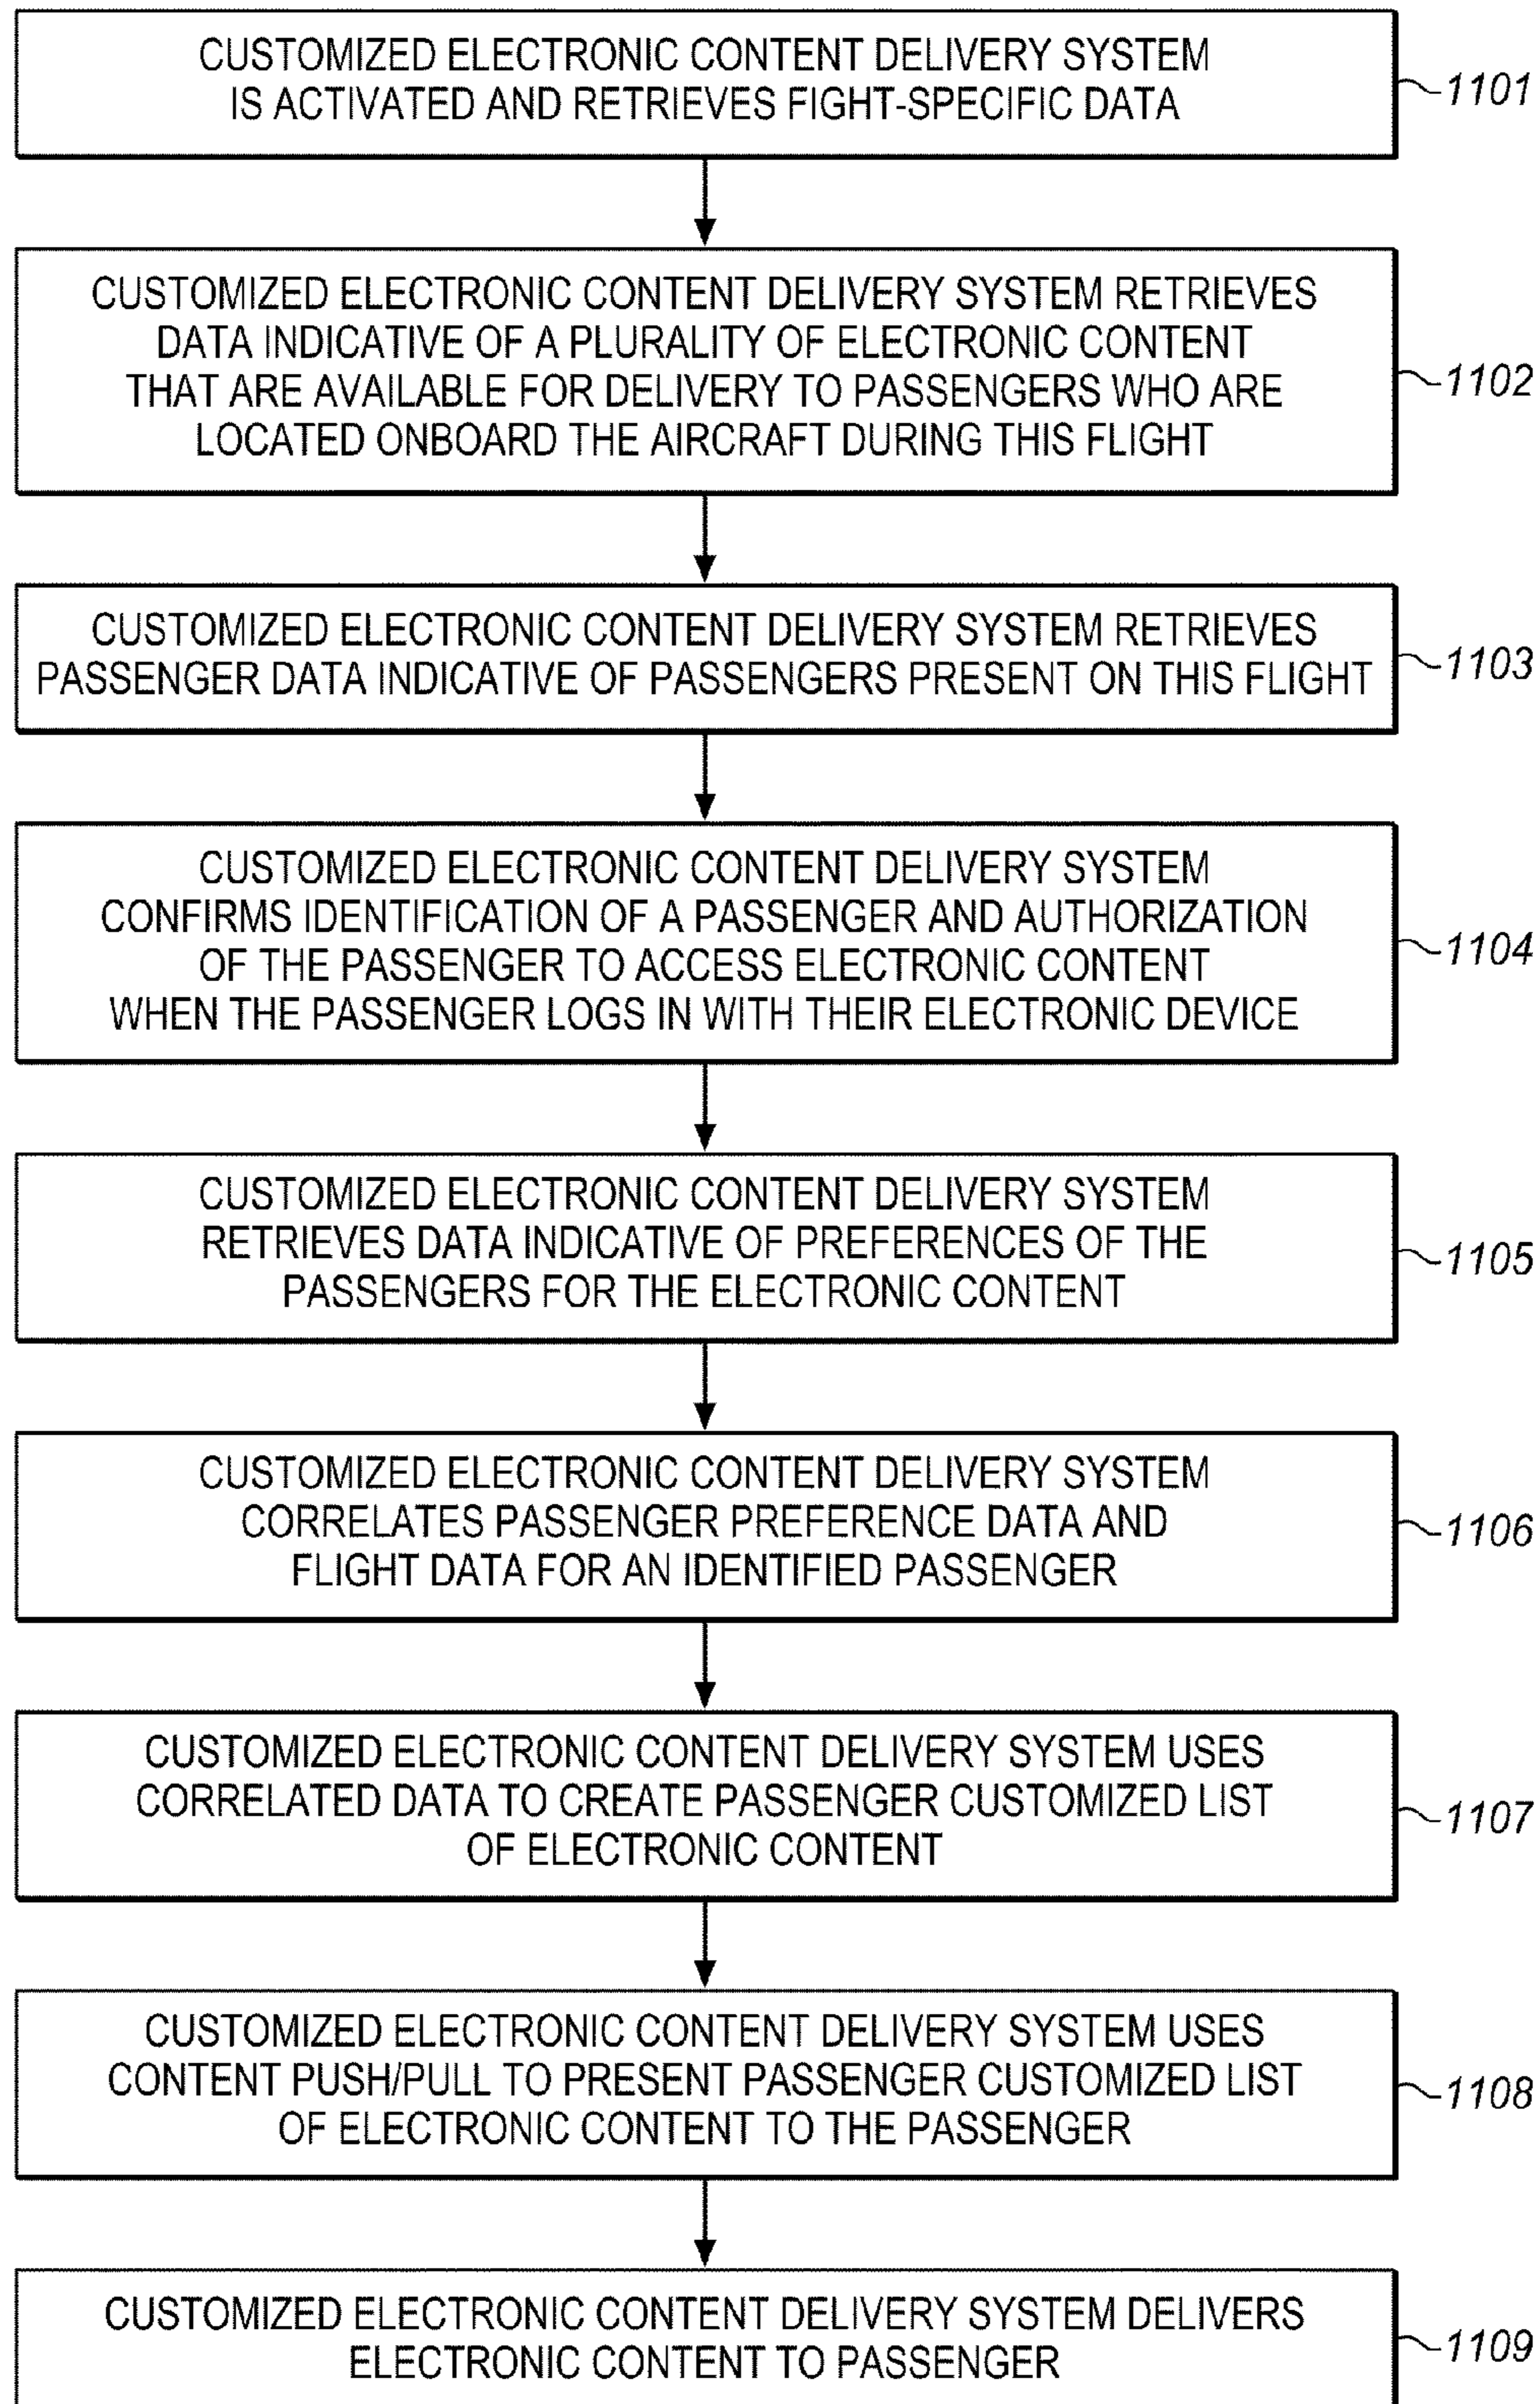 CUSTOMIZED ELECTRONIC CONTENT DELIVERY SYSTEM
IS ACTIVATED AND RETRIEVES FIGHT-SPECIFIC DATA
1101
CUSTOMIZED ELECTRONIC CONTENT DELIVERY SYSTEM RETRIEVES
DATA INDICATIVE OF A PLURALITY OF ELECTRONIC CONTENT
THAT ARE AVAILABLE FOR DELIVERY TO PASSENGERS WHO ARE
LOCATED ONBOARD THE AIRCRAFT DURING THIS FLIGHT
1102
CUSTOMIZED ELECTRONIC CONTENT DELIVERY SYSTEM RETRIEVES
PASSENGER DATA INDICATIVE OF PASSENGERS PRESENT ON THIS FLIGHT
1103
CUSTOMIZED ELECTRONIC CONTENT DELIVERY SYSTEM
CONFIRMS IDENTIFICATION OF A PASSENGER AND AUTHORIZATION
OF THE PASSENGER TO ACCESS ELECTRONIC CONTENT
WHEN THE PASSENGER LOGS IN WITH THEIR ELECTRONIC DEVICE
1104
CUSTOMIZED ELECTRONIC CONTENT DELIVERY SYSTEM
RETRIEVES DATA INDICATIVE OF PREFERENCES OF THE
PASSENGERS FOR THE ELECTRONIC CONTENT
1105
CUSTOMIZED ELECTRONIC CONTENT DELIVERY SYSTEM
CORRELATES PASSENGER PREFERENCE DATA AND
FLIGHT DATA FOR AN IDENTIFIED PASSENGER
1106
CUSTOMIZED ELECTRONIC CONTENT DELIVERY SYSTEM USES
CORRELATED DATA TO CREATE PASSENGER CUSTOMIZED LIST
OF ELECTRONIC CONTENT
1107
CUSTOMIZED ELECTRONIC CONTENT DELIVERY SYSTEM USES
CONTENT PUSH/PULL TO PRESENT PASSENGER CUSTOMIZED LIST
OF ELECTRONIC CONTENT TO THE PASSENGER
1108
CUSTOMIZED ELECTRONIC CONTENT DELIVERY SYSTEM DELIVERS
ELECTRONIC CONTENT TO PASSENGER
1109